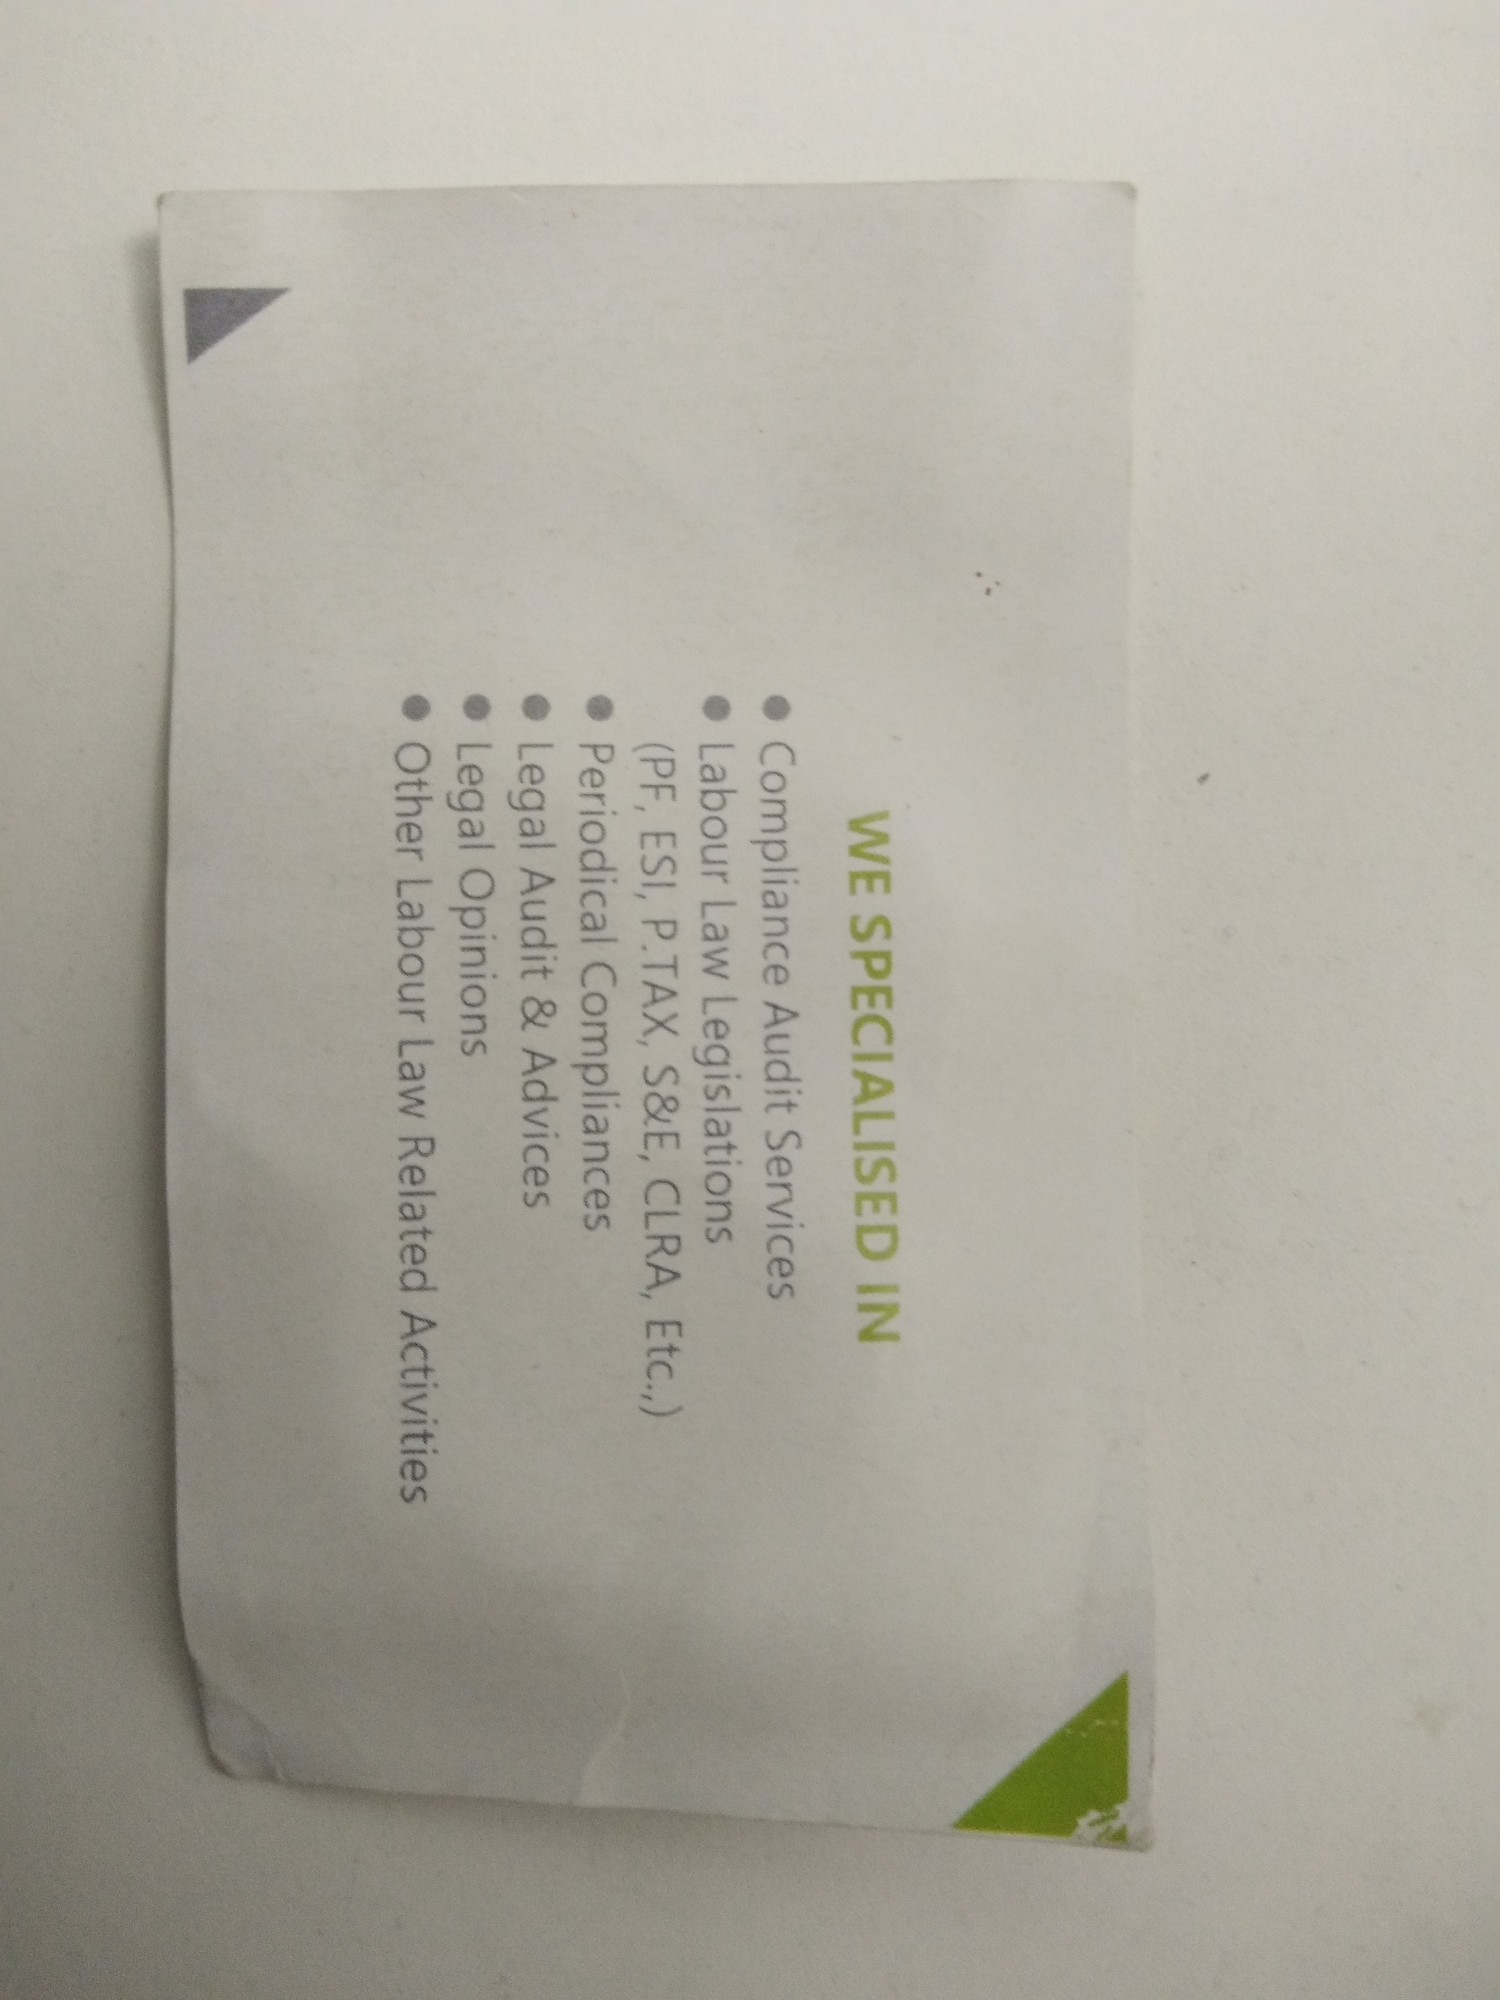 WE SPECIALISED IN
● Compliance Audit Services
● Labour Law Legislations
(PF, ESI, P.TAX, S&E, CLRA, Etc.,)
● Periodical Compliances
● Legal Audit & Advices
● Legal Opinions
● Other Labour Law Related Activities